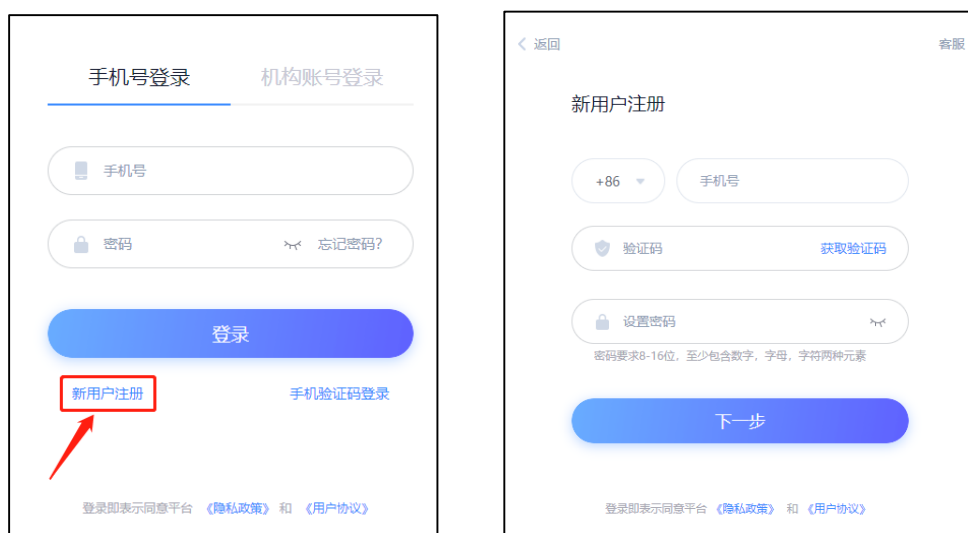 手机号登录 机构账号登录
手机号
密码 忘记密码?
登录
新用户注册 手机验证码登录
登录即表示同意平台 《隐私政策》 和 《用户协议》
返回 客服
新用户注册
+86 手机号
验证码 获取验证码
设置密码
密码要求8-16位，至少包含数字，字母，字符两种元素
下一步
登录即表示同意平台 《隐私政策》 和 《用户协议》